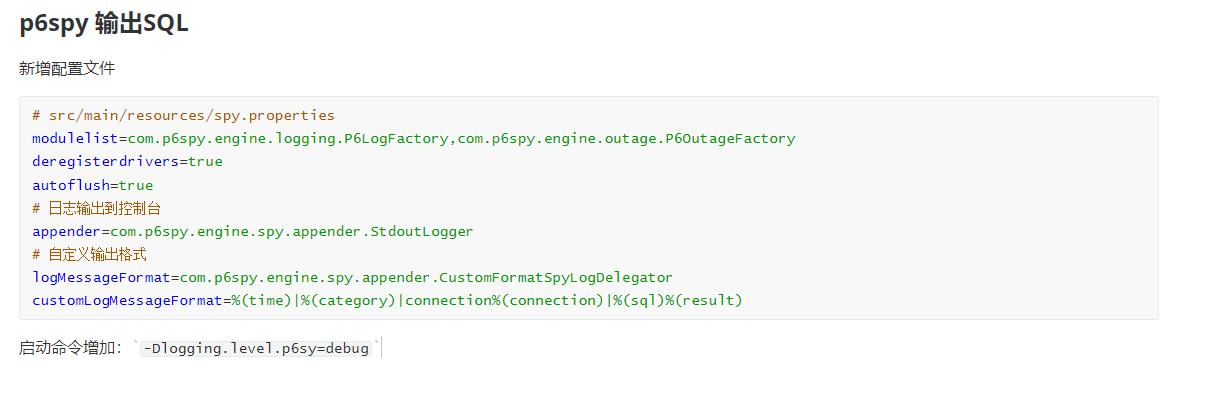 p6spy 输出SQL
新增配置文件
# src/main/resources/spy.properties
modulelist=com.p6spy.engine.logging.P6LogFactory,com.p6spy.engine.outage.P6OutageFactory
deregisterdrivers=true
autoflush=true
# 日志输出到控制台
appender=com.p6spy.engine.spy.appender.StdoutLogger
# 自定义输出格式
logMessageFormat=com.p6spy.engine.spy.appender.CustomFormatSpyLogDelegator
customLogMessageFormat=%(time)|%(category)|connection%(connection)|%(sql)%(result)
启动命令增加：`-Dlogging.level.p6sy=debug`